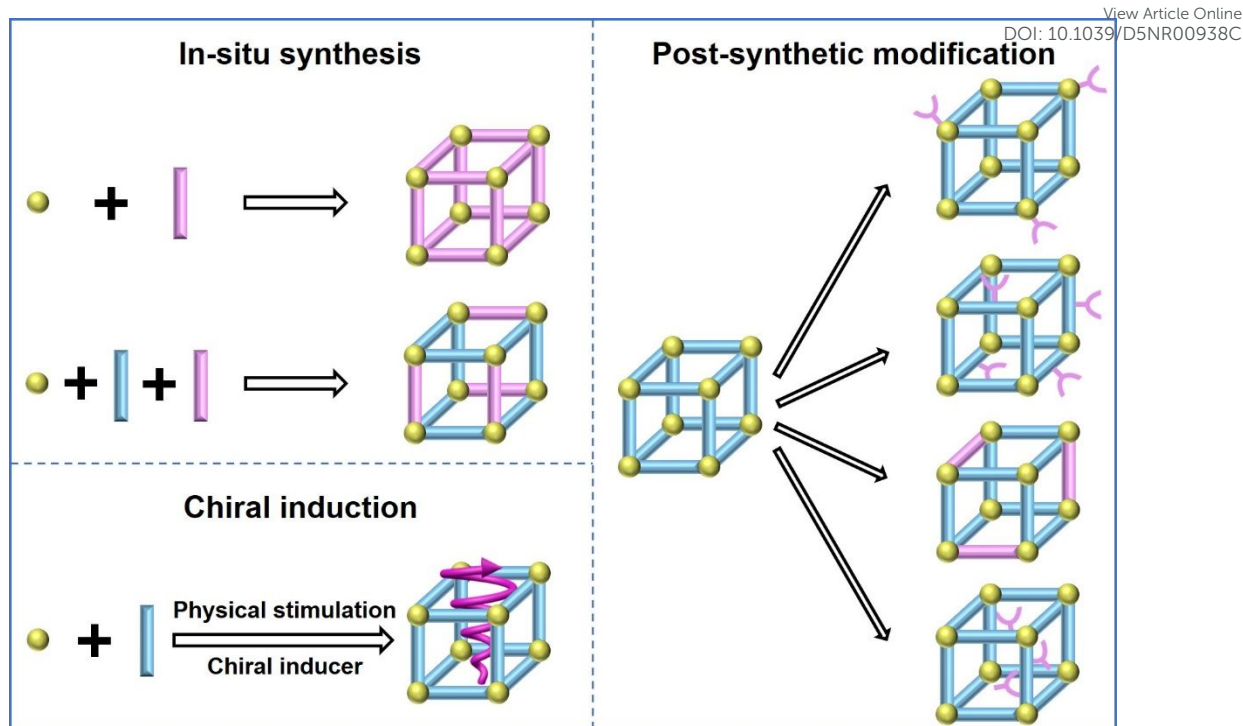 View Article Online
DOI: 10.1039/D5NR00938C
In-situ synthesis
Post-synthetic modification
+
+ +
Chiral induction
Physical stimulation
+
Chiral inducer